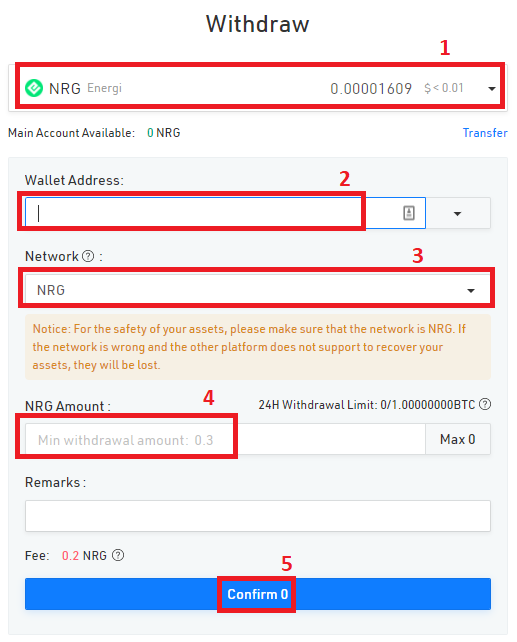 Withdraw
1
NRG Energi 0.00001609 $ < 0.01
Main Account Available: 0 NRG Transfer
Wallet Address:
2
Network ? :
3
NRG
Notice: For the safety of your assets, please make sure that the network is NRG. If
the network is wrong and the other platform does not support to recover your
assets, they will be lost.
4
NRG Amount : 24H Withdrawal Limit: 0/1.00000000BTC ?
Min withdrawal amount: 0.3 Max 0
Remarks :
Fee: 0.2 NRG ?
5
Confirm 0